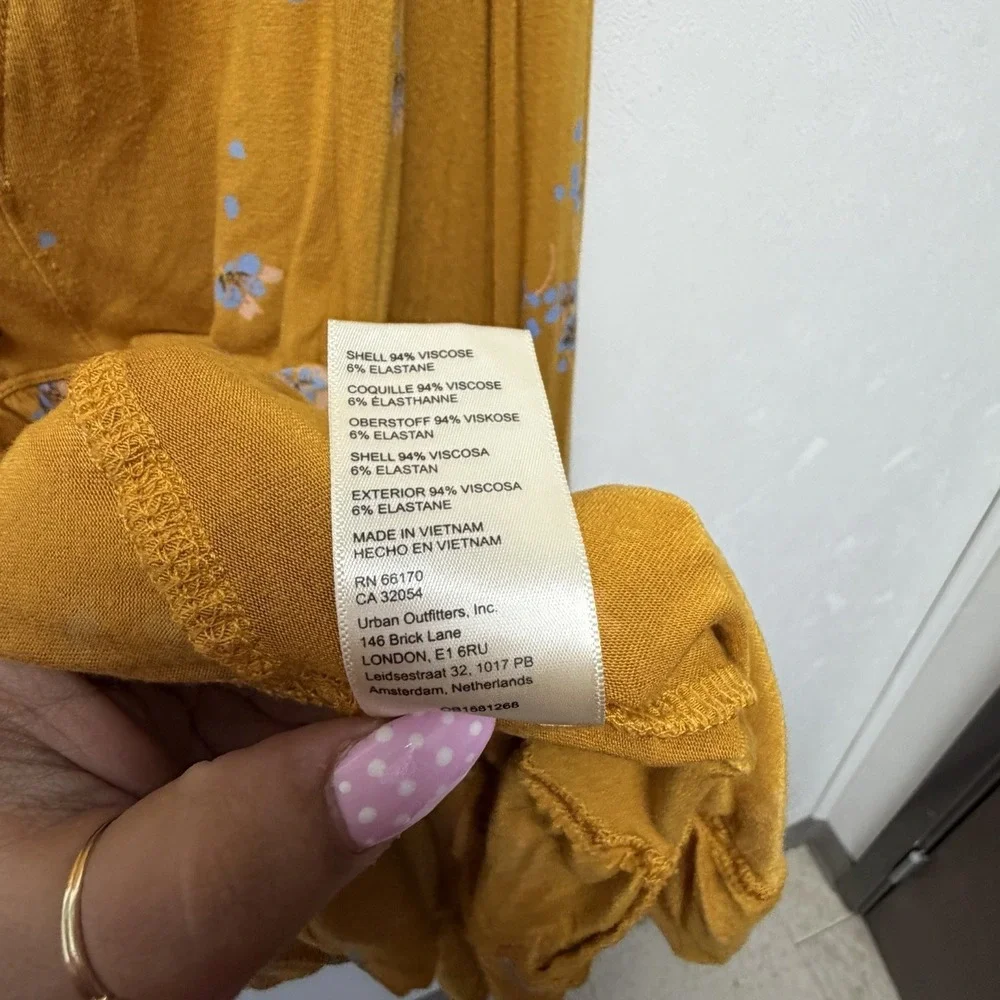 SHELL 94% VISCOSE
6% ELASTANE
COQUILLE 94% VISCOSE
6% ÉLASTHANNE
OBERSTOFF 94% VISKOSE
6% ELASTAN
SHELL 94% VISCOSA
6% ELASTAN
EXTERIOR 94% VISCOSA
6% ELASTANE
MADE IN VIETNAM
HECHO EN VIETNAM
RN 66170
CA 32054
Urban Outfitters, Inc.
146 Brick Lane
LONDON, E1 6RU
Leidsestraat 32, 1017 PB
Amsterdam, Netherlands